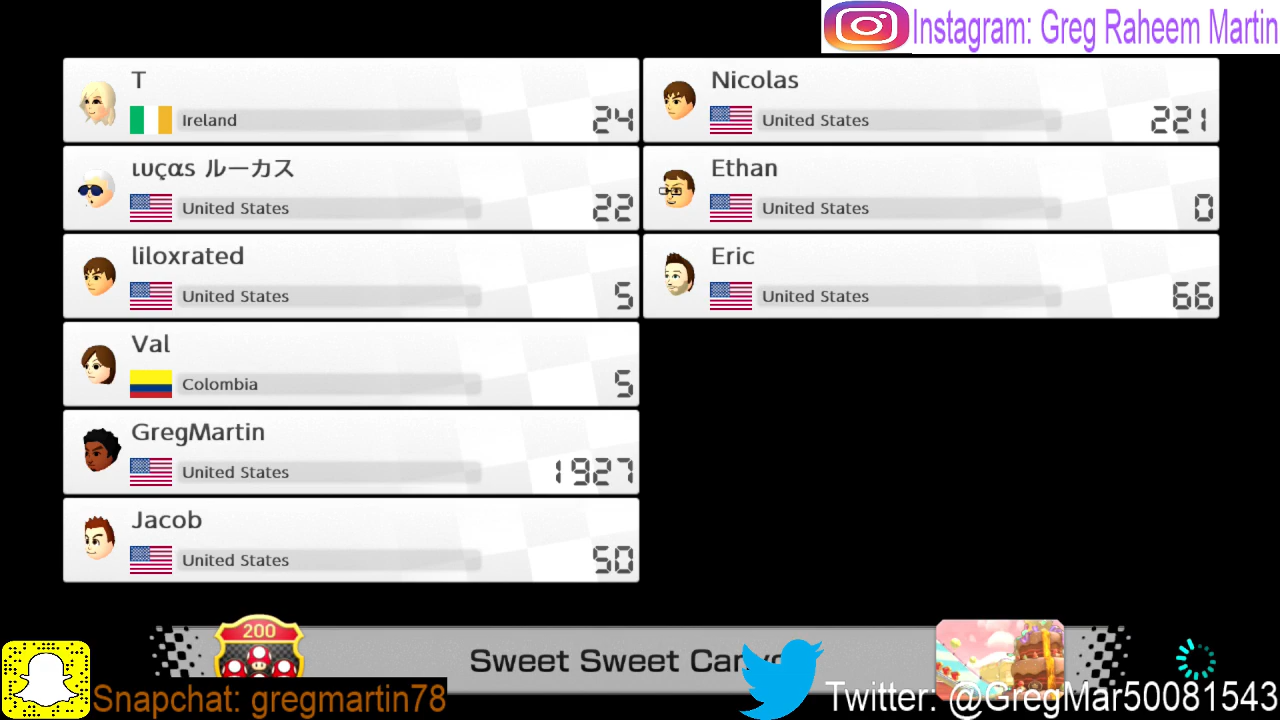 Instagram: Greg Raheem Martin
T
Ireland
24
ιυçαs ルーカス
United States
22
liloxrated
United States
5
Val
Colombia
5
GregMartin
United States
1927
Jacob
United States
50
Nicolas
United States
221
Ethan
United States
0
Eric
United States
66
200
Sweet Sweet
Snapchat: gregmartin78
Twitter: @GregMar50081543